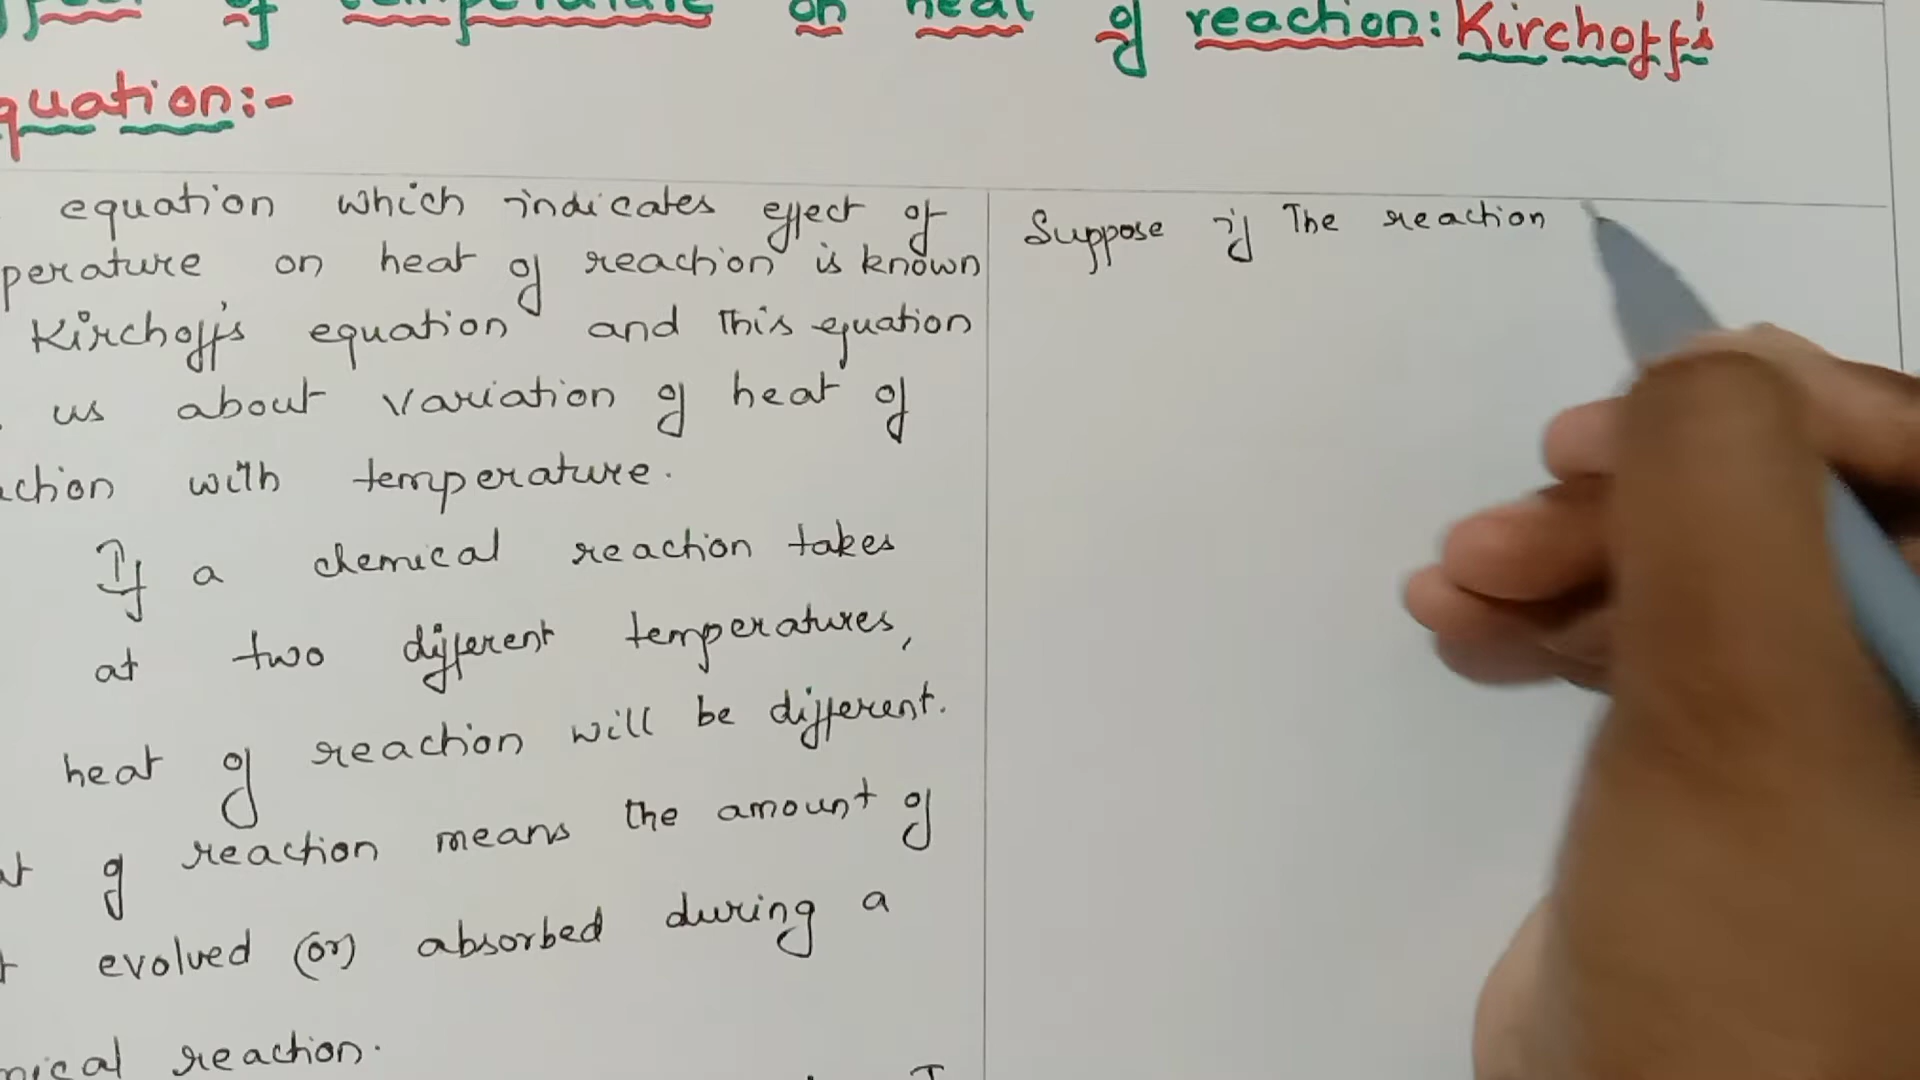 of temperature on heat of reaction: Kirchoff's
quation:-
equation which indicates effect of
perature on heat of reaction is known
Kirchoff's equation and this equation
us about variation of heat of
ction with temperature.
If a chemical reaction takes
at two different temperatures,
heat of reaction will be different.
of reaction means the amount of
evolved (or) absorbed during a
mical reaction.
Suppose if The reaction